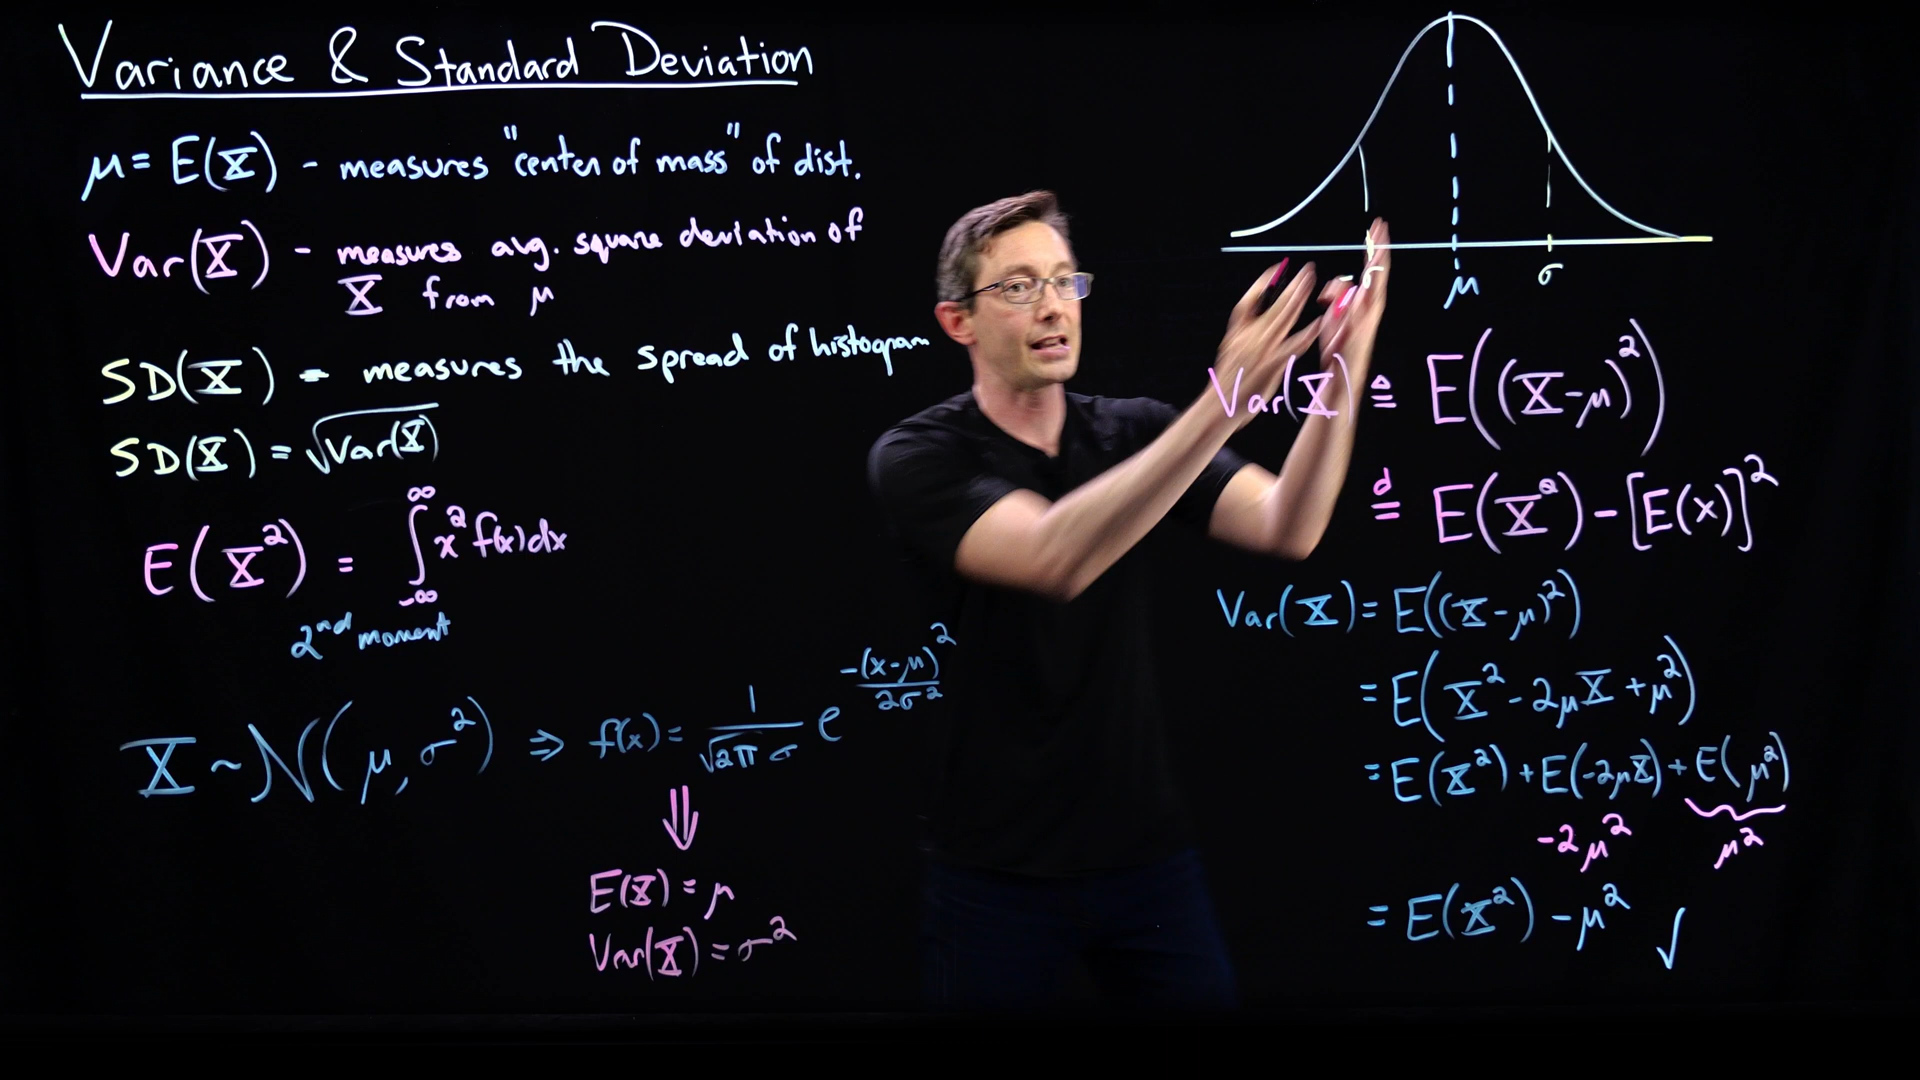 Variance & Standard Deviation
μ = E(X) - measures "center of mass" of dist.
Var(X) - measures avg. square deviation of
X from μ
SD(X) - measures the spread of histogram
SD(X) = √Var(X)
E(X²) = ∫_{-∞}^{∞} x² f(x) dx
2nd moment
X ~ N(μ, σ²) ⇒ f(x) = 1/(√2π σ) e^{-(x-μ)²/2σ²}
⇓
E(X) = μ
Var(X) = σ²
-σ μ σ
Var(X) ≜ E((X-μ)²)
≝ E(X²) - [E(x)]²
Var(X) = E((X-μ)²)
= E(X² - 2μX + μ²)
= E(X²) + E(-2μX) + E(μ²)
-2μ² μ²
= E(X²) - μ² ✓